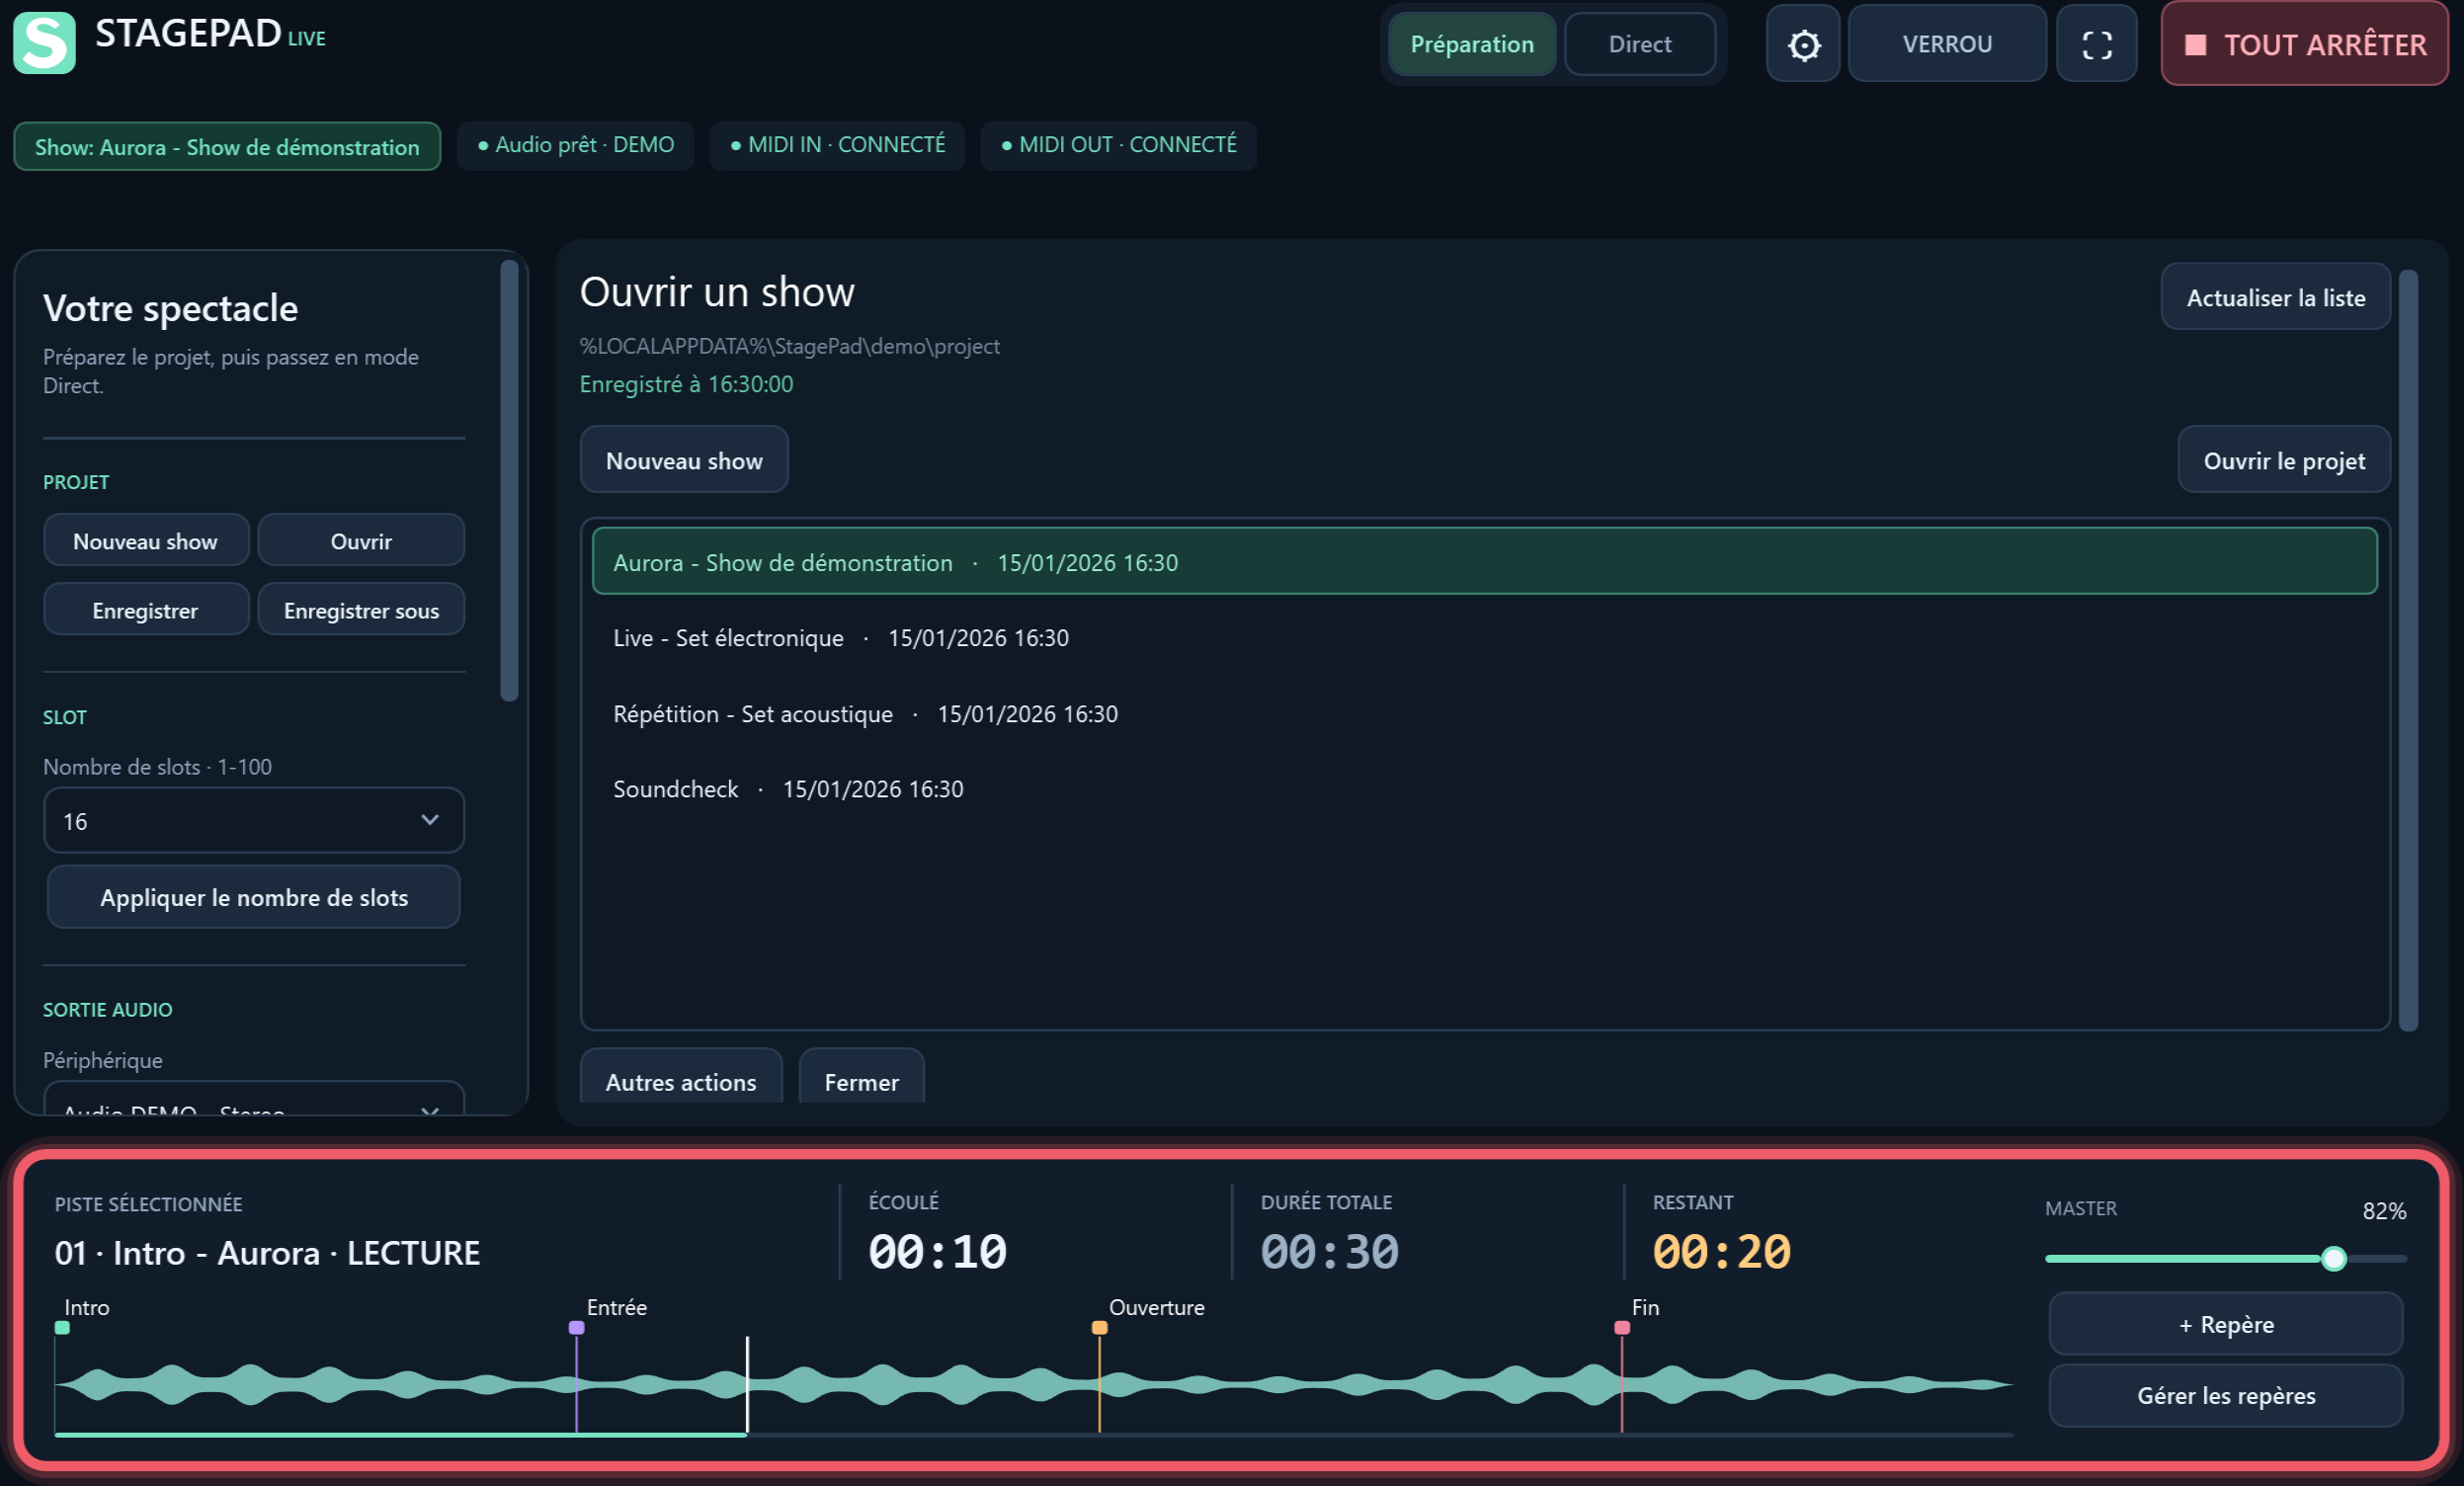 S STAGEPAD LIVE
Préparation
Direct
VERROU
TOUT ARRÊTER
Show: Aurora - Show de démonstration
Audio prêt · DEMO
MIDI IN · CONNECTÉ
MIDI OUT · CONNECTÉ
Votre spectacle
Préparez le projet, puis passez en mode
Direct.
PROJET
Nouveau show
Ouvrir
Enregistrer
Enregistrer sous
SLOT
Nombre de slots · 1-100
16
Appliquer le nombre de slots
SORTIE AUDIO
Périphérique
Audio DEMO - Stereo
Ouvrir un show
Actualiser la liste
%LOCALAPPDATA%\StagePad\demo\project
Enregistré à 16:30:00
Nouveau show
Ouvrir le projet
Aurora - Show de démonstration · 15/01/2026 16:30
Live - Set électronique · 15/01/2026 16:30
Répétition - Set acoustique · 15/01/2026 16:30
Soundcheck · 15/01/2026 16:30
Autres actions
Fermer
PISTE SÉLECTIONNÉE
01 · Intro - Aurora · LECTURE
ÉCOULÉ
00:10
DURÉE TOTALE
00:30
RESTANT
00:20
MASTER
82%
Intro
Entrée
Ouverture
Fin
+ Repère
Gérer les repères